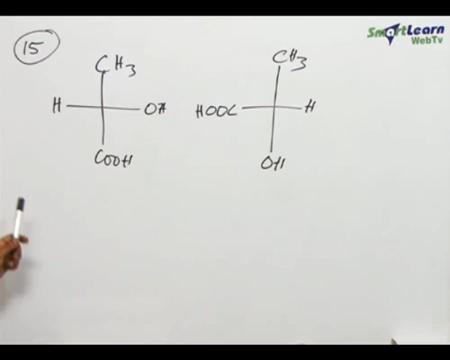 SmartLearn
WebTv
15
CH3 CH3
H OH HOOC H
COOH OH